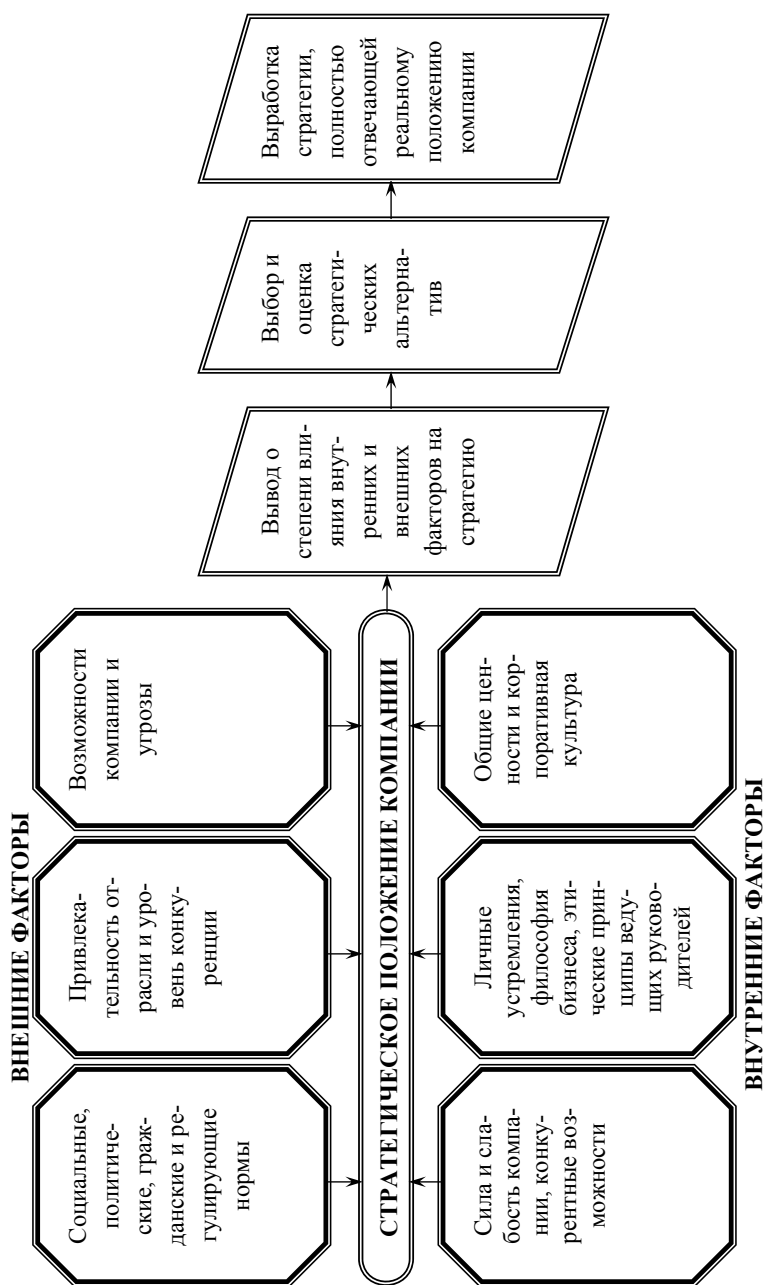 ВНЕШНИЕ ФАКТОРЫ
Социальные,
политиче-
ские, граж-
данские и ре-
гулирующие
нормы
Привлека-
тельность от-
расли и уро-
вень конку-
ренции
Возможности
компании и
угрозы
СТРАТЕГИЧЕСКОЕ ПОЛОЖЕНИЕ КОМПАНИИ
Сила и сла-
бость компа-
нии, конку-
рентные воз-
можности
Личные
устремления,
философия
бизнеса, эти-
ческие прин-
ципы веду-
щих руково-
дителей
Общие цен-
ности и кор-
поративная
культура
ВНУТРЕННИЕ ФАКТОРЫ
Вывод о
степени вли-
яния внут-
ренних и
внешних
факторов на
стратегию
Выбор и
оценка
стратеги-
ческих
альтерна-
тив
Выработка
стратегии,
полностью
отвечающей
реальному
положению
компании